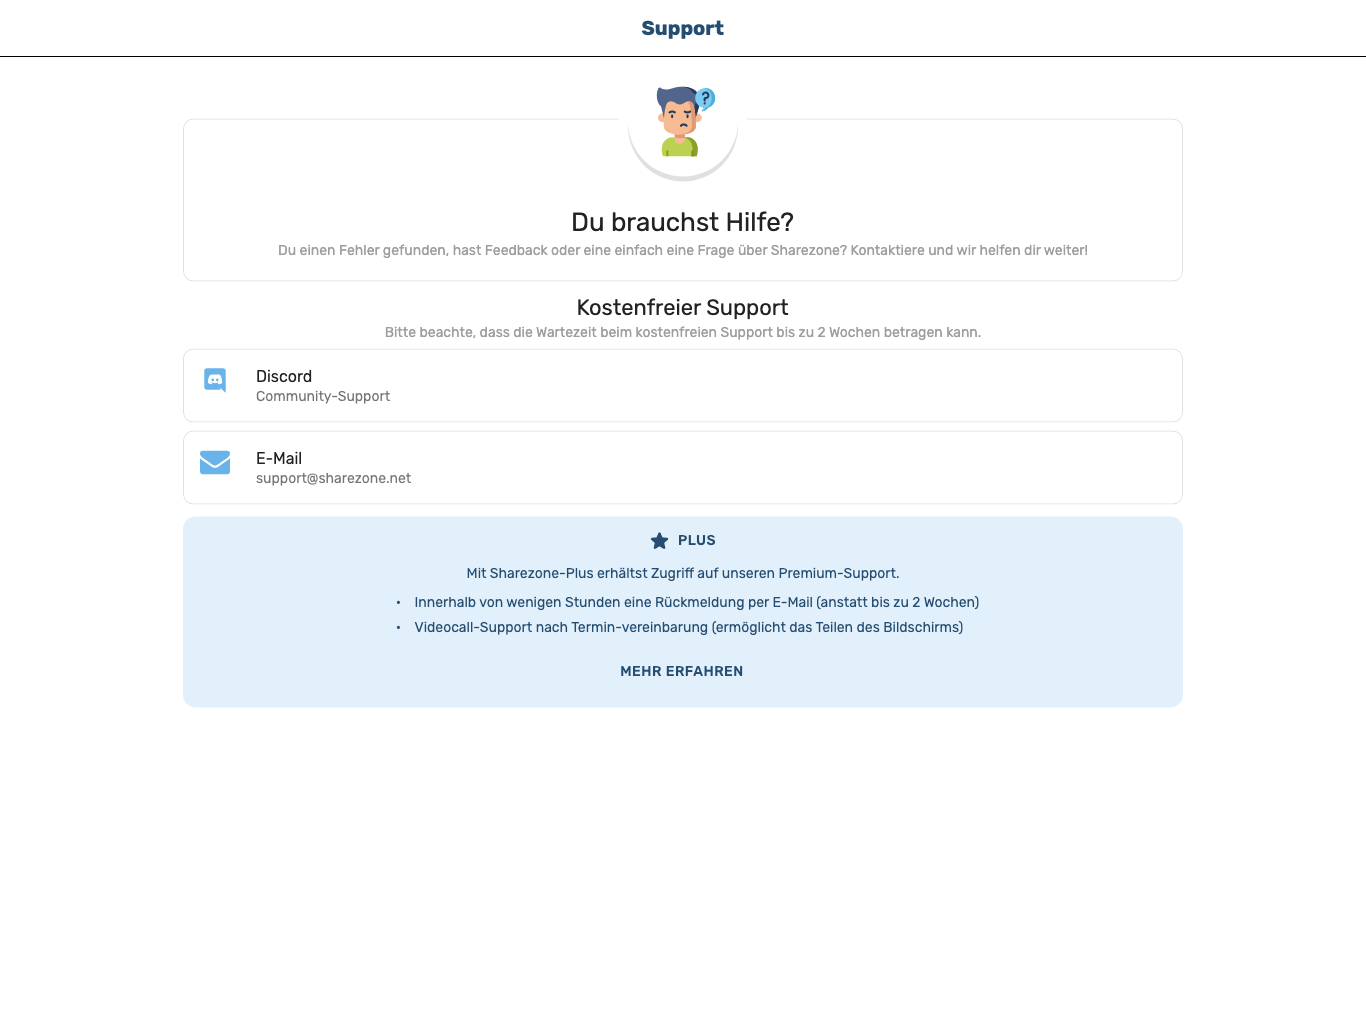 Support
?
Du brauchst Hilfe?
Du einen Fehler gefunden, hast Feedback oder eine einfach eine Frage über Sharezone? Kontaktiere und wir helfen dir weiter!
Kostenfreier Support
Bitte beachte, dass die Wartezeit beim kostenfreien Support bis zu 2 Wochen betragen kann.
Discord
Community-Support
E-Mail
support@sharezone.net
PLUS
Mit Sharezone-Plus erhältst Zugriff auf unseren Premium-Support.
• Innerhalb von wenigen Stunden eine Rückmeldung per E-Mail (anstatt bis zu 2 Wochen)
• Videocall-Support nach Termin-vereinbarung (ermöglicht das Teilen des Bildschirms)
MEHR ERFAHREN